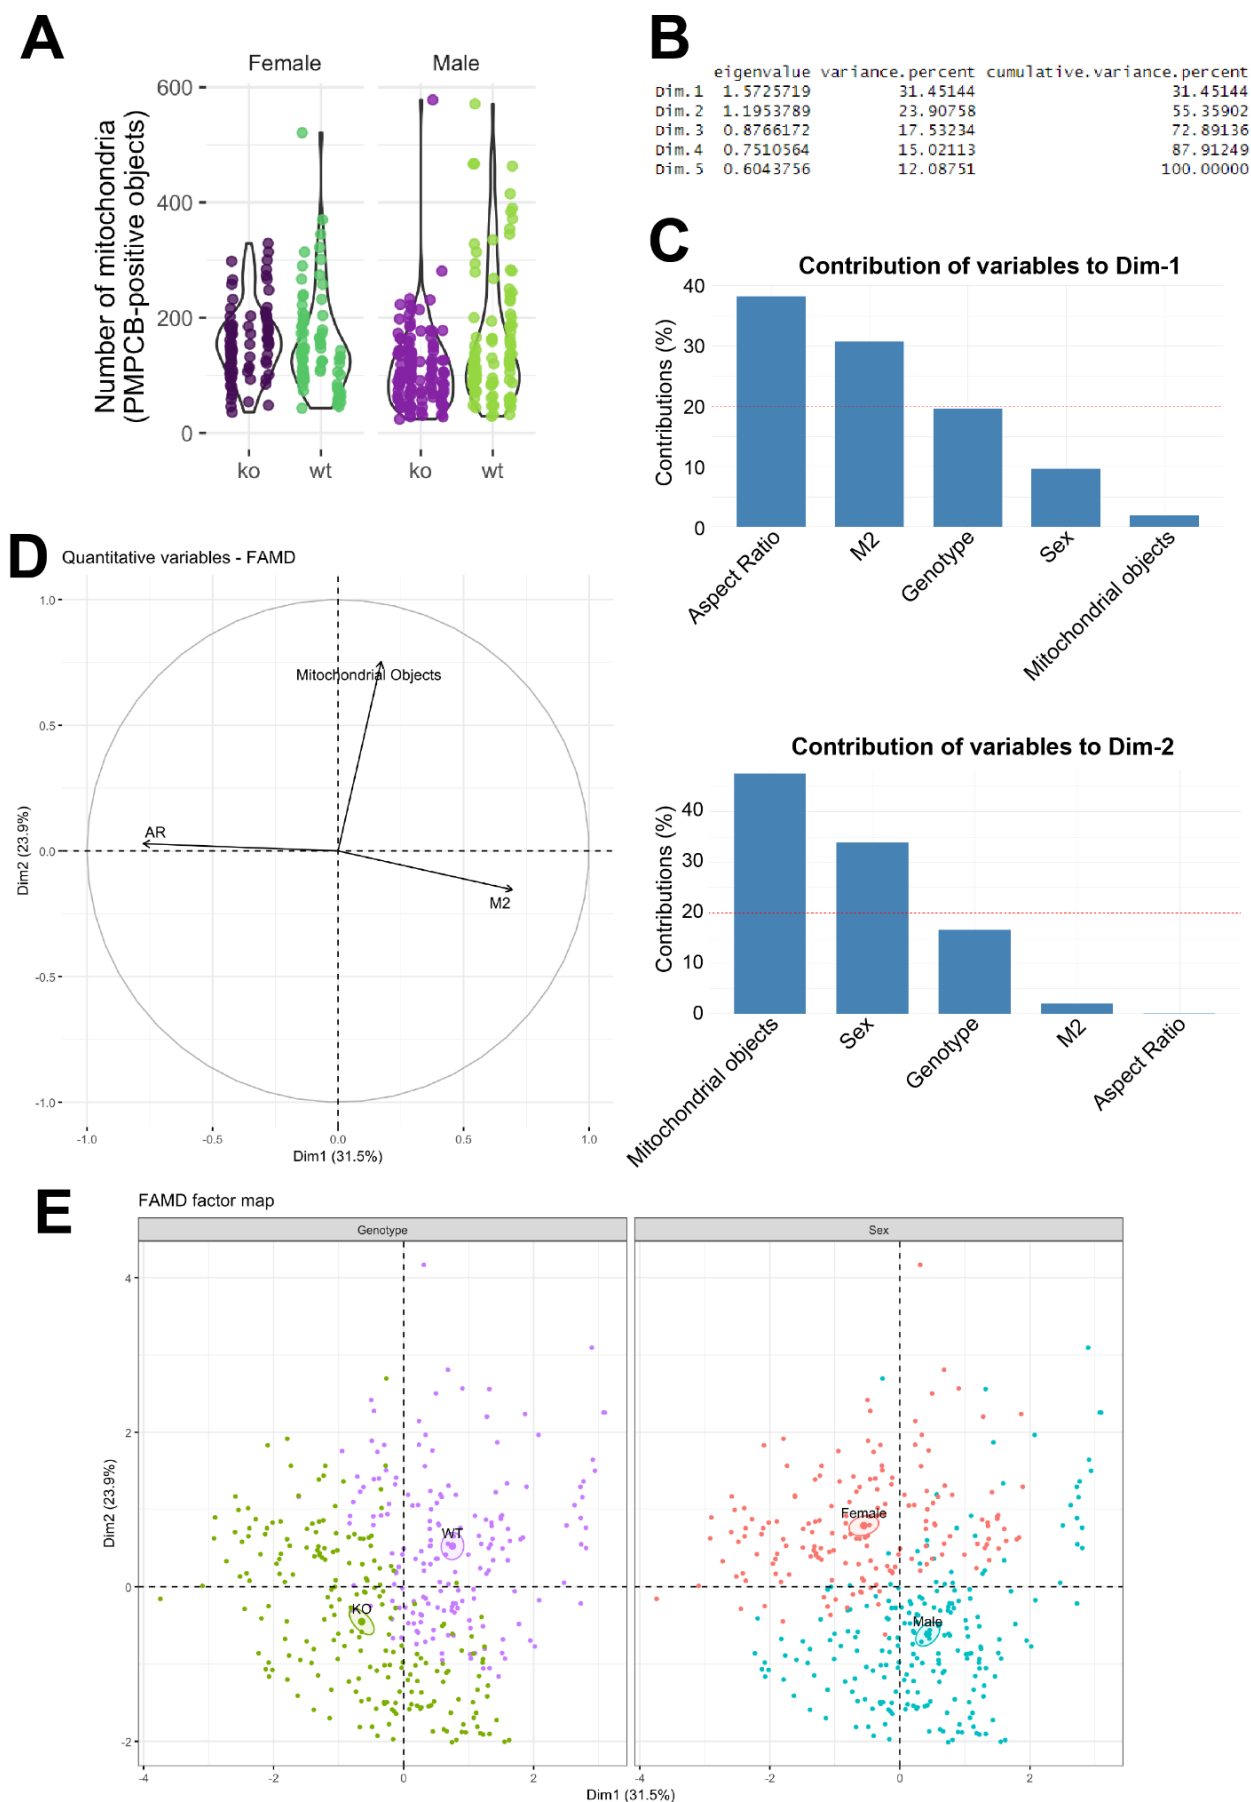 A
Female
Male
Number of mitochondria
(PMPCB-positive objects)
600
400
200
0
ko
wt
ko
wt
B
eigenvalue variance.percent cumulative.variance.percent
Dim.1 1.5725719 31.45144 31.45144
Dim.2 1.1953789 23.90758 55.35902
Dim.3 0.8766172 17.53234 72.89136
Dim.4 0.7510564 15.02113 87.91249
Dim.5 0.6043756 12.08751 100.00000
C
Contribution of variables to Dim-1
Contributions (%)
40
30
20
10
0
Aspect Ratio
M2
Genotype
Sex
Mitochondrial objects
Contribution of variables to Dim-2
Contributions (%)
40
30
20
10
0
Mitochondrial objects
Sex
Genotype
M2
Aspect Ratio
D
Quantitative variables - FAMD
Dim2 (23.9%)
1.0
0.5
0.0
-0.5
-1.0
Mitochondrial Objects
AR
M2
-1.0
-0.5
0.0
0.5
1.0
Dim1 (31.5%)
E
FAMD factor map
Genotype
Sex
Dim2 (23.9%)
4
2
0
-2
WT
KO
Female
Male
-4
-2
0
2
-4
-2
0
2
Dim1 (31.5%)